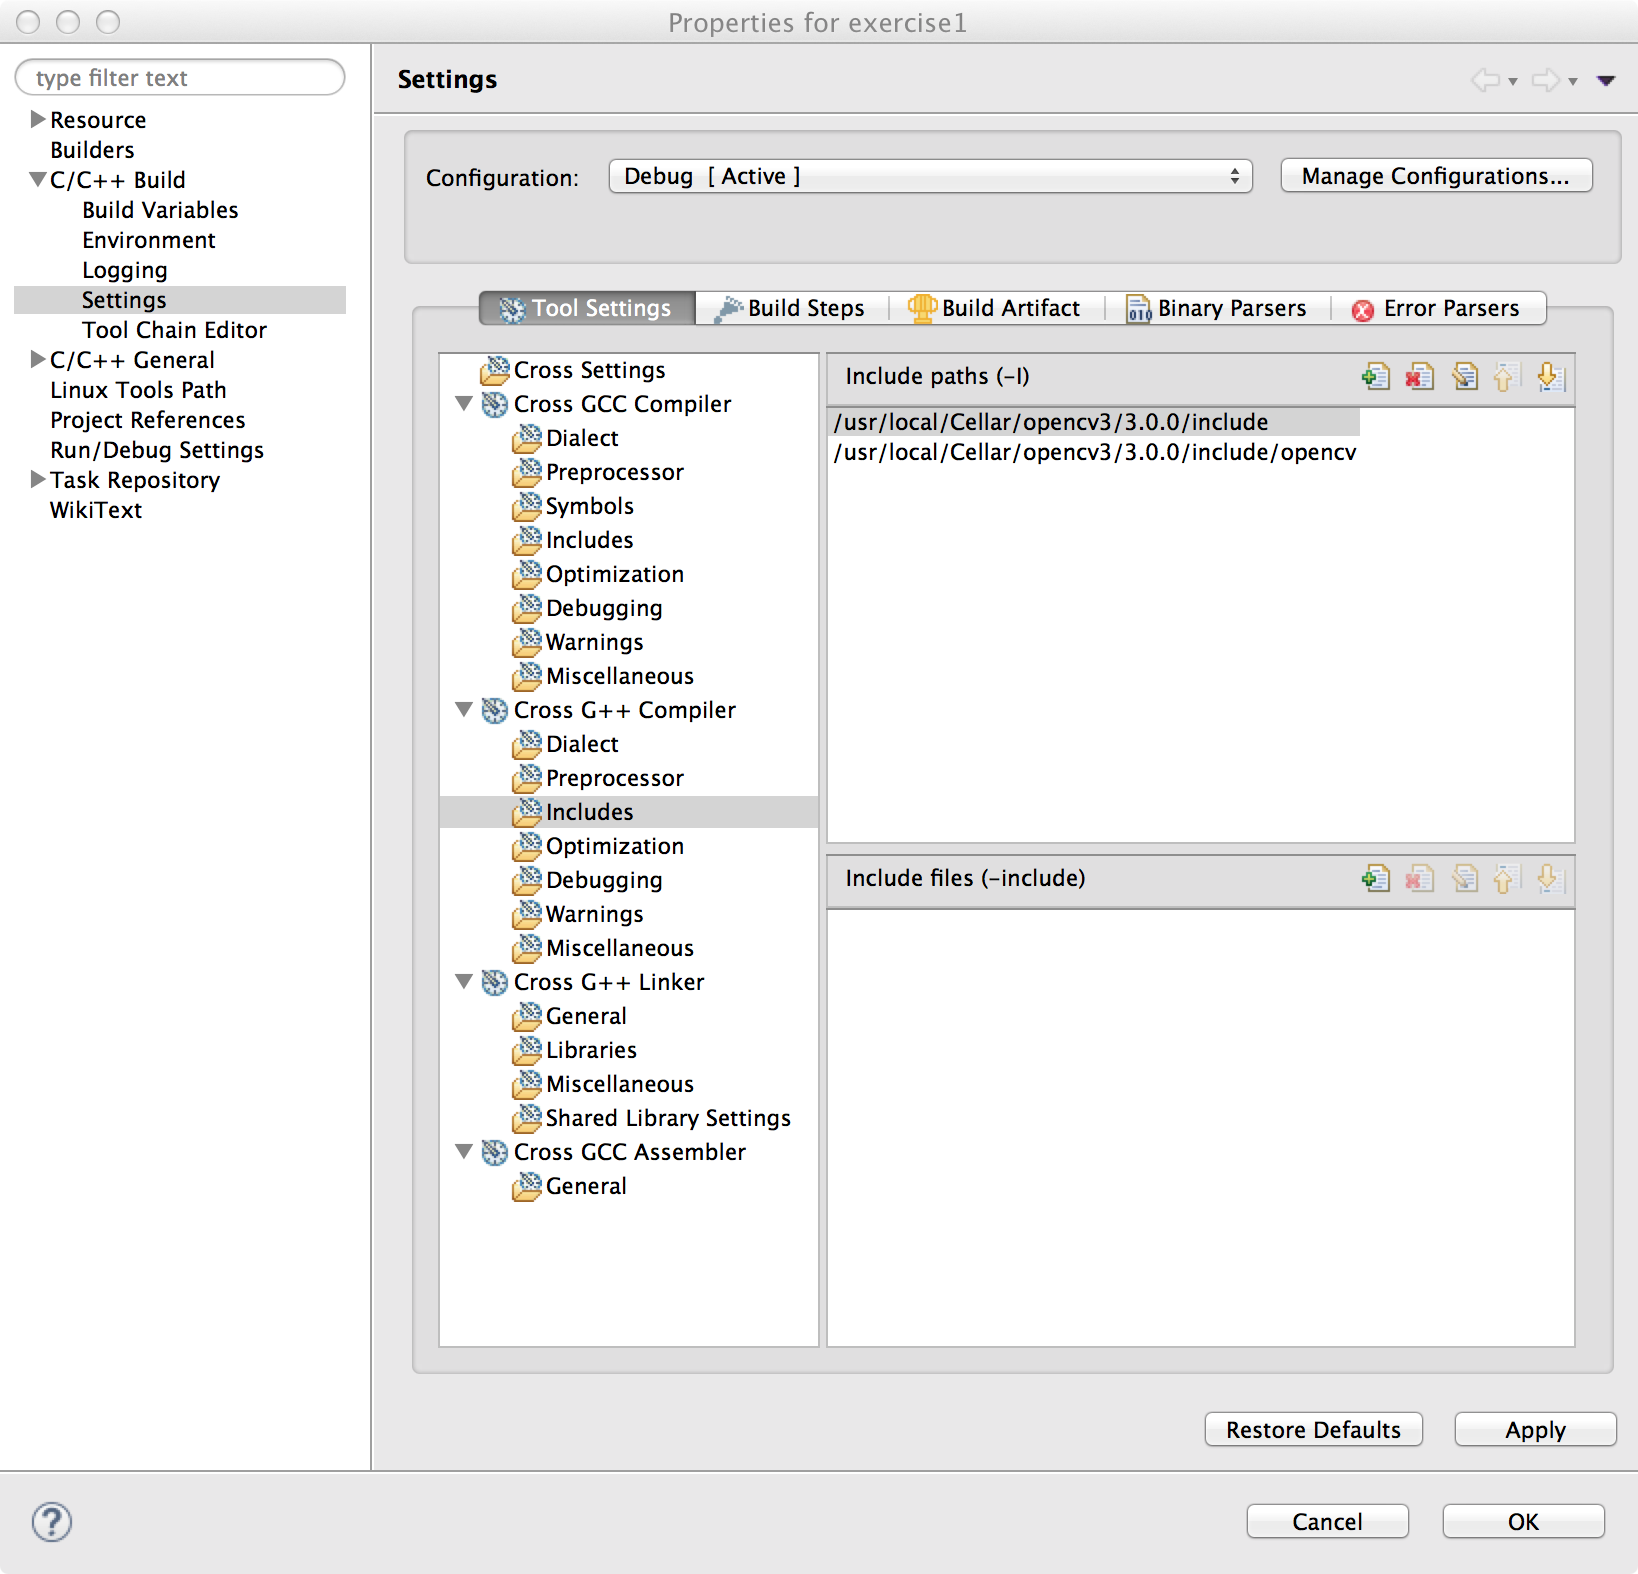 Properties for exercise1
type filter text
Resource
Builders
C/C++ Build
Build Variables
Environment
Logging
Settings
Tool Chain Editor
C/C++ General
Linux Tools Path
Project References
Run/Debug Settings
Task Repository
WikiText
Settings
Configuration:
Debug [ Active ]
Manage Configurations...
Tool Settings
Build Steps
Build Artifact
010
Binary Parsers
Error Parsers
Cross Settings
Cross GCC Compiler
Dialect
Preprocessor
Symbols
Includes
Optimization
Debugging
Warnings
Miscellaneous
Cross G++ Compiler
Dialect
Preprocessor
Includes
Optimization
Debugging
Warnings
Miscellaneous
Cross G++ Linker
General
Libraries
Miscellaneous
Shared Library Settings
Cross GCC Assembler
General
Include paths (-I)
/usr/local/Cellar/opencv3/3.0.0/include
/usr/local/Cellar/opencv3/3.0.0/include/opencv
Include files (-include)
Restore Defaults
Apply
?
Cancel
OK